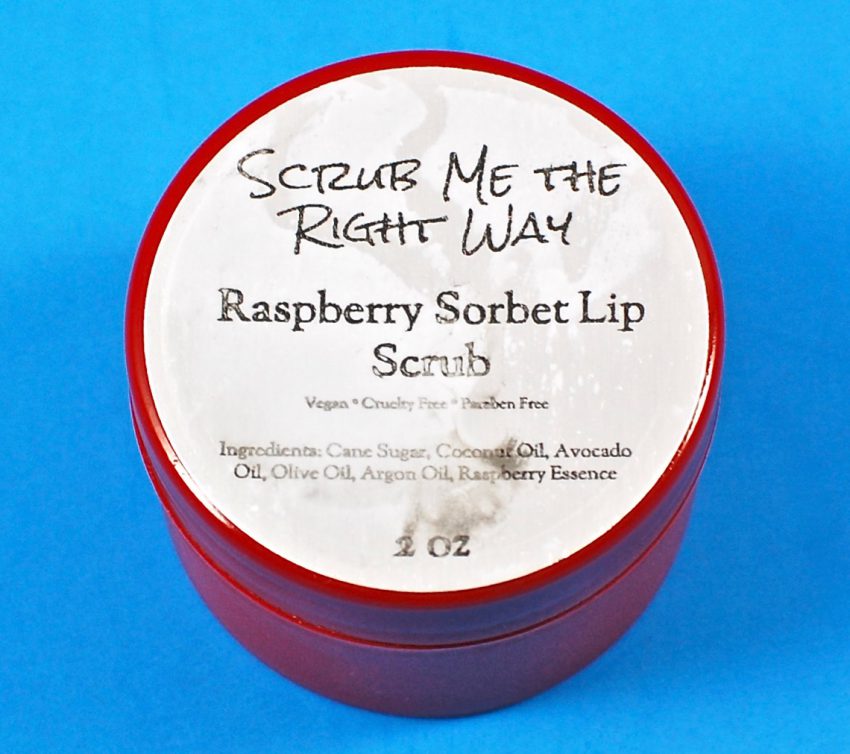 SCRUB ME THE
RIGHT WAY
Raspberry Sorbet Lip
Scrub
Vegan * Cruelty Free * Paraben Free
Ingredients: Cane Sugar, Coconut Oil, Avocado
Oil, Olive Oil, Argon Oil, Raspberry Essence
2 OZ